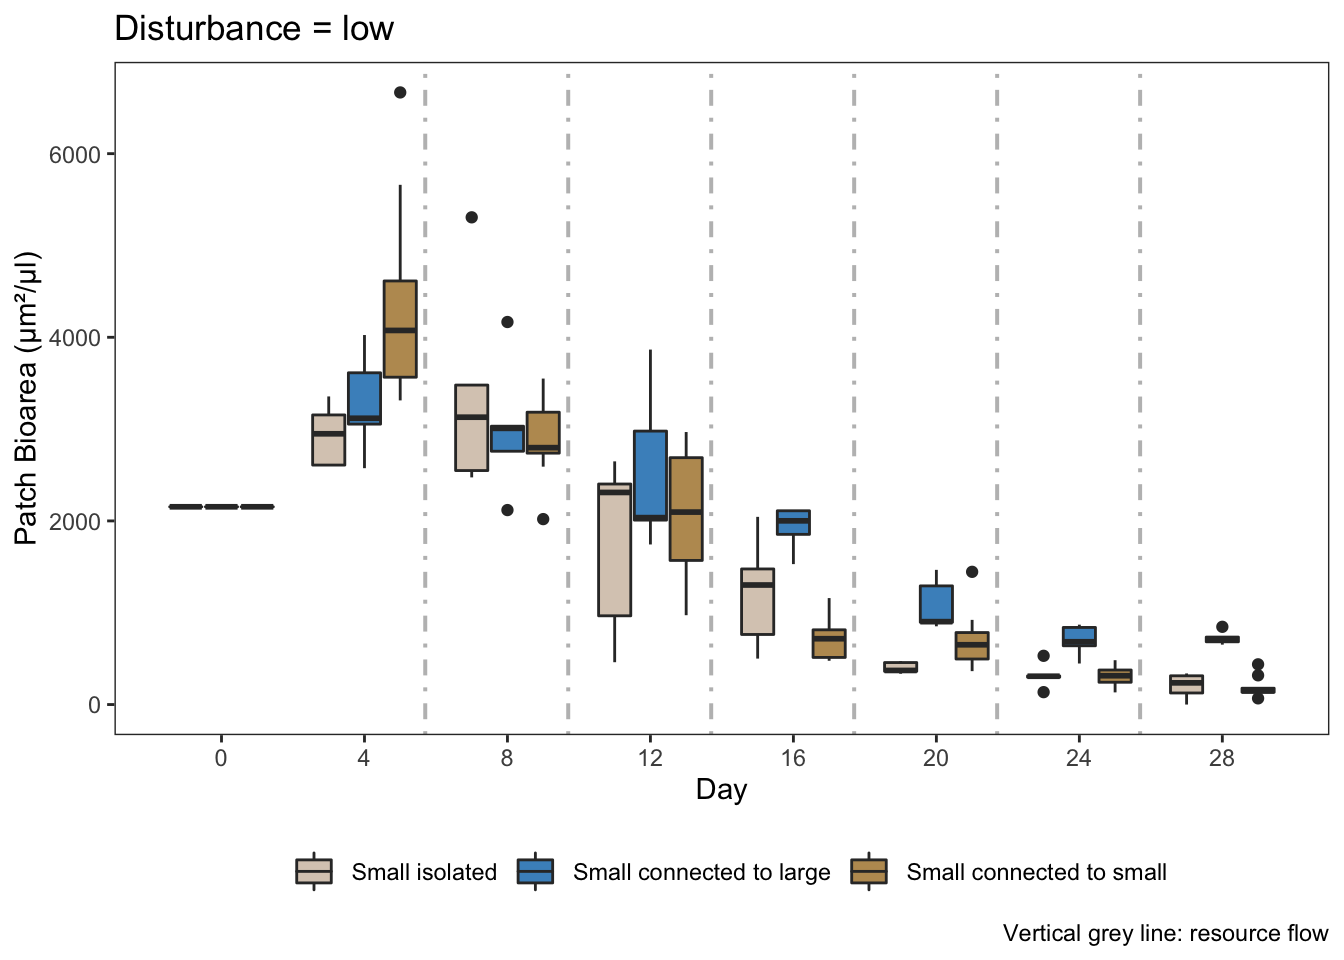 Disturbance = low
Patch Bioarea (µm²/µl)
6000
4000
2000
0
0 4 8 12 16 20 24 28
Day
Small isolated Small connected to large Small connected to small
Vertical grey line: resource flow